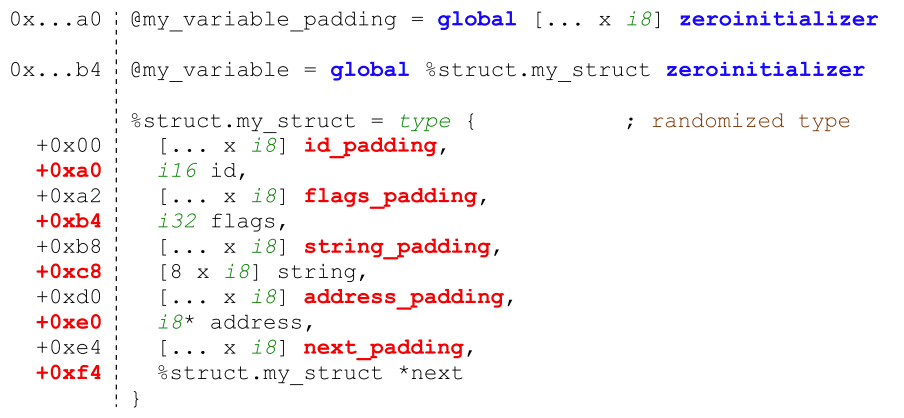 0x...a0 @my_variable_padding = global [... x i8] zeroinitializer
0x...b4 @my_variable = global %struct.my_struct zeroinitializer
%struct.my_struct = type { ; randomized type
+0x00 [... x i8] id_padding,
+0xa0 i16 id,
+0xa2 [... x i8] flags_padding,
+0xb4 i32 flags,
+0xb8 [... x i8] string_padding,
+0xc8 [8 x i8] string,
+0xd0 [... x i8] address_padding,
+0xe0 i8* address,
+0xe4 [... x i8] next_padding,
+0xf4 %struct.my_struct *next
}